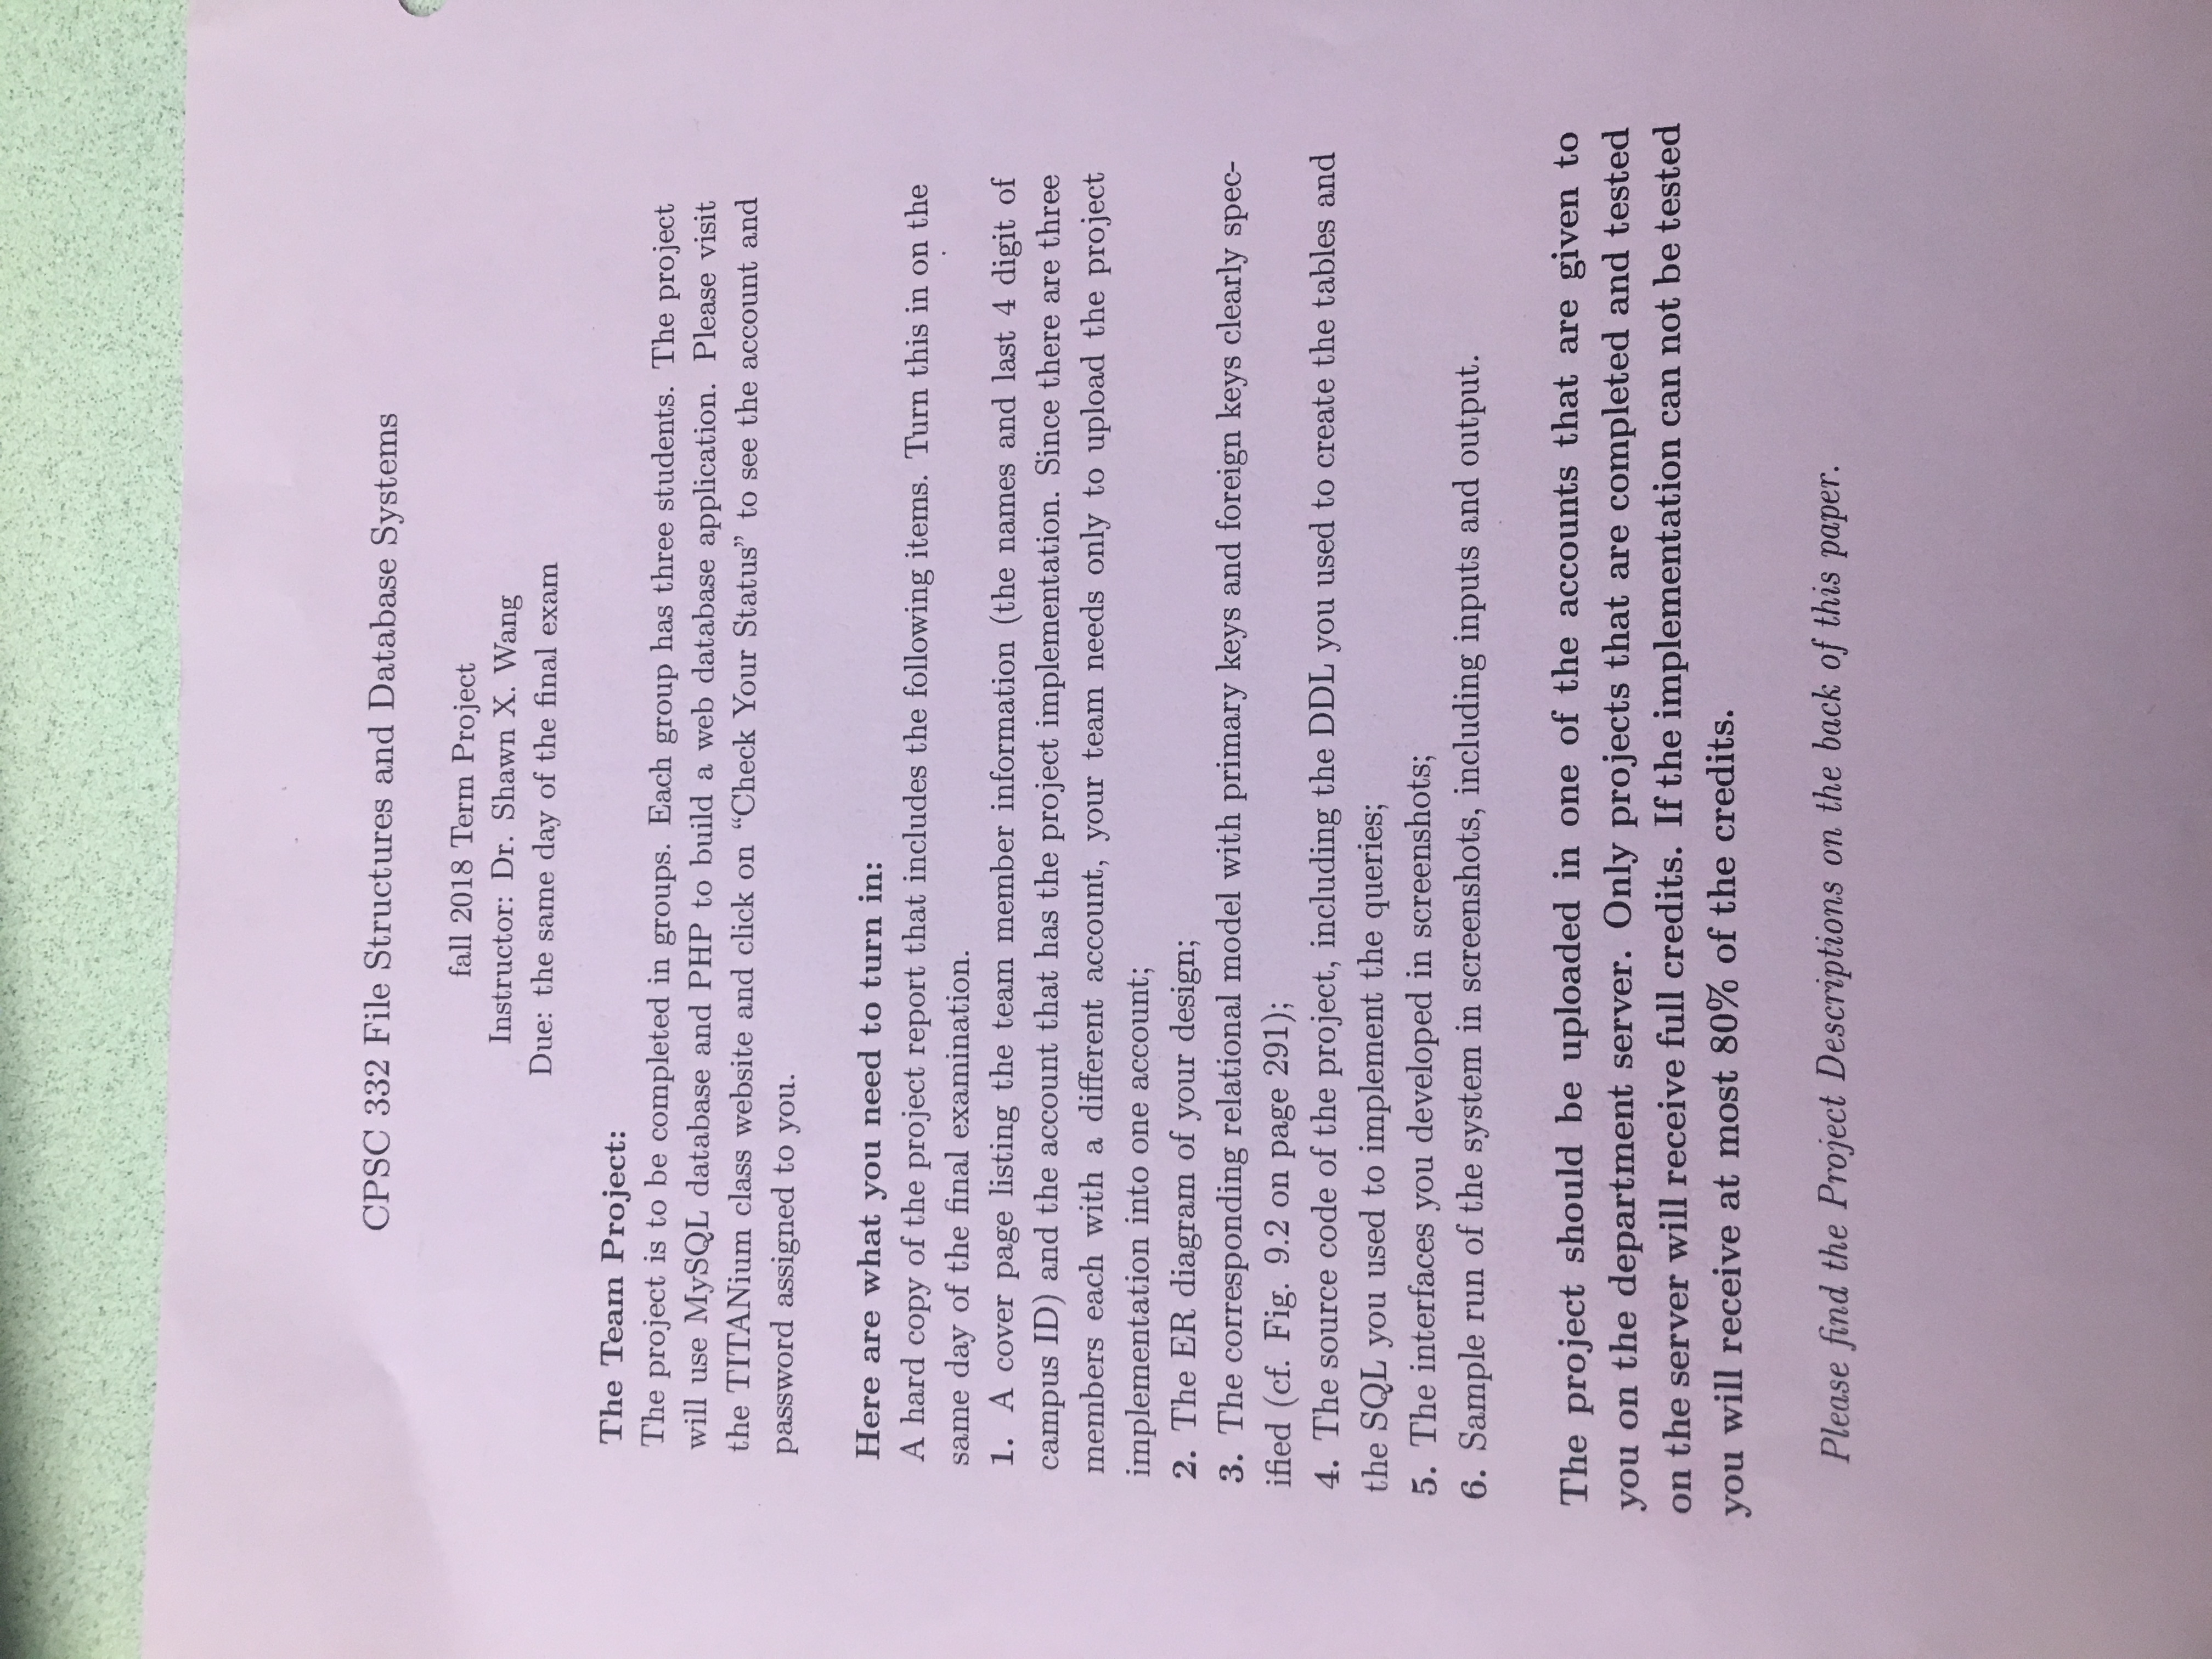 CPSC 332 File Structures and Database Systems
fall 2018 Term Project
Instructor: Dr. Shawn X. Wang
Due: the same day of the final exam
The Team Project:
The project is to be completed in groups. Each group has three students. The project
will use MySQL database and PHP to build a web database application. Please visit
the TITANium class website and click on “Check Your Status” to see the account and
password assigned to you.
Here are what you need to turn in:
A hard copy of the project report that includes the following items. Turn this in on the
same day of the final examination.
1. A cover page listing the team member information (the names and last 4 digit of
campus ID) and the account that has the project implementation. Since there are three
members each with a different account, your team needs only to upload the project
implementation into one account;
2. The ER diagram of your design;
3. The corresponding relational model with primary keys and foreign keys clearly spec-
ified (cf. Fig. 9.2 on page 291);
4. The source code of the project, including the DDL you used to create the tables and
the SQL you used to implement the queries;
5. The interfaces you developed in screenshots;
6. Sample run of the system in screenshots, including inputs and output.
The project should be uploaded in one of the accounts that are given to
you on the department server. Only projects that are completed and tested
on the server will receive full credits. If the implementation can not be tested
you will receive at most 80% of the credits.
Please find the Project Descriptions on the back of this paper.